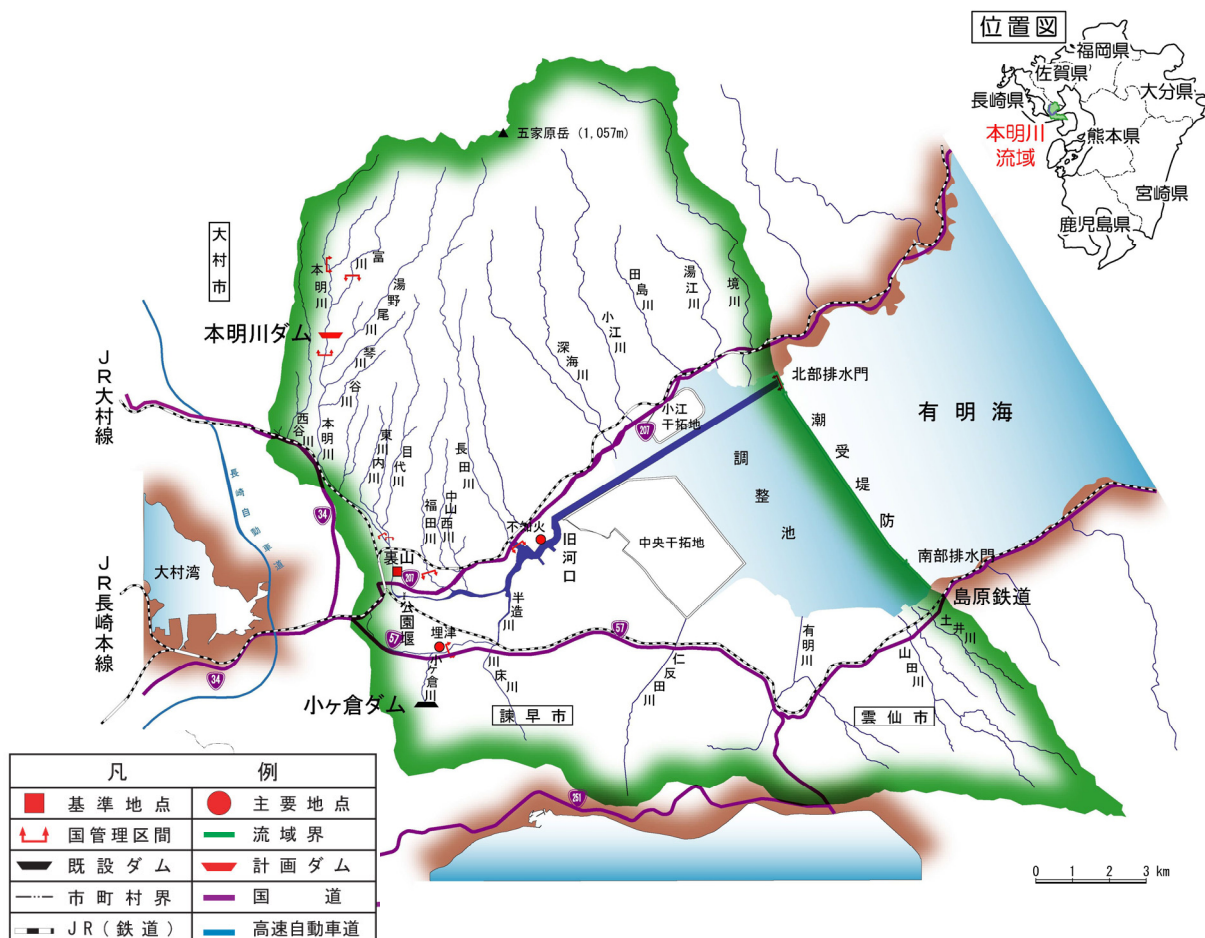 位置図
福岡県
佐賀県
大分県
長崎県
本明川
流域
熊本県
宮崎県
鹿児島県
五家原岳（1,057m）
大村市
本明川
富川
湯野尾川
田島川
湯江川
境川
小江川
深海川
本明川ダム
琴川
谷川
西谷川
本明川
東川内川
目代川
福田川
中山西川
長田川
JR大村線
長崎自動車道
34
207
小江
干拓地
北部排水門
潮受堤防
有明海
調整池
中央干拓地
不知火
旧河口
裏山
207
公園堰
半造川
大村湾
JR長崎本線
34
57
埋津
小ヶ倉川
川床川
57
仁反田川
有明川
南部排水門
島原鉄道
土井川
山田川
小ヶ倉ダム
諫早市
雲仙市
251
凡例
基準地点
主要地点
国管理区間
流域界
既設ダム
計画ダム
市町村界
国道
JR(鉄道)
高速自動車道
0 1 2 3 km